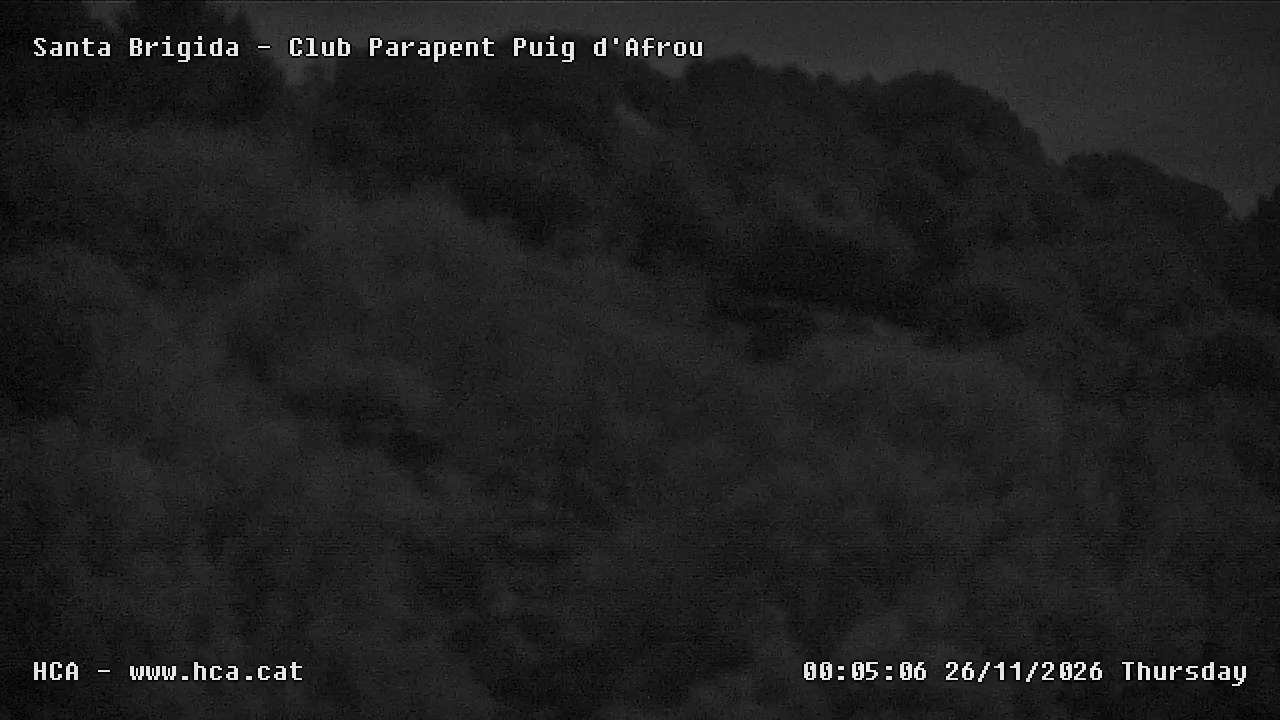 Santa Brigida - Club Parapent Puig d'Afrou
HCA - www.hca.cat
00:05:06 26/11/2026 Thursday